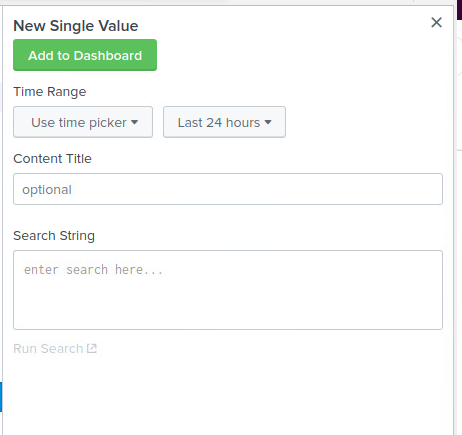 New Single Value
Add to Dashboard
Time Range
Use time picker Last 24 hours
Content Title
optional
Search String
enter search here...
Run Search